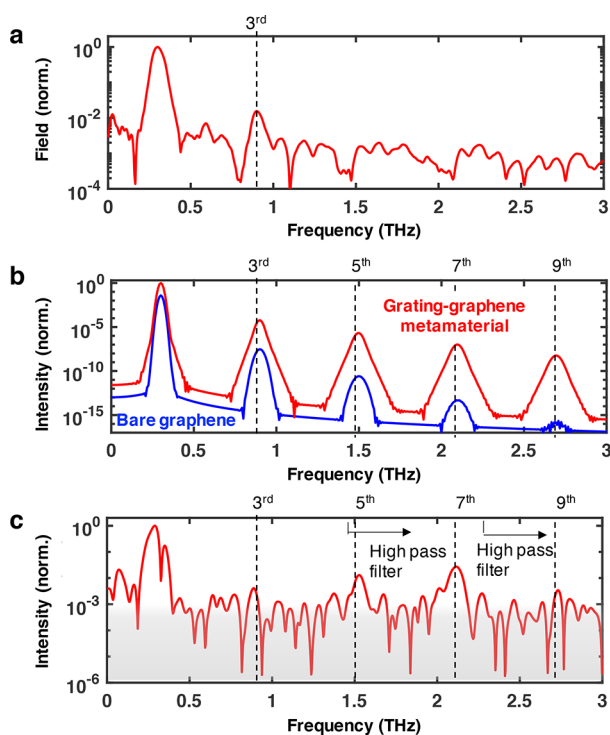 a
3rd
10^0
10^-2
10^-4
Field (norm.)
0 0.5 1 1.5 2 2.5 3
Frequency (THz)
b
3rd 5th 7th 9th
10^0
10^-5
10^-10
10^-15
Intensity (norm.)
Grating-graphene
metamaterial
Bare graphene
0 0.5 1 1.5 2 2.5 3
Frequency (THz)
c
3rd 5th 7th 9th
10^0
10^-3
10^-6
Intensity (norm.)
High pass
filter
High pass
filter
0 0.5 1 1.5 2 2.5 3
Frequency (THz)